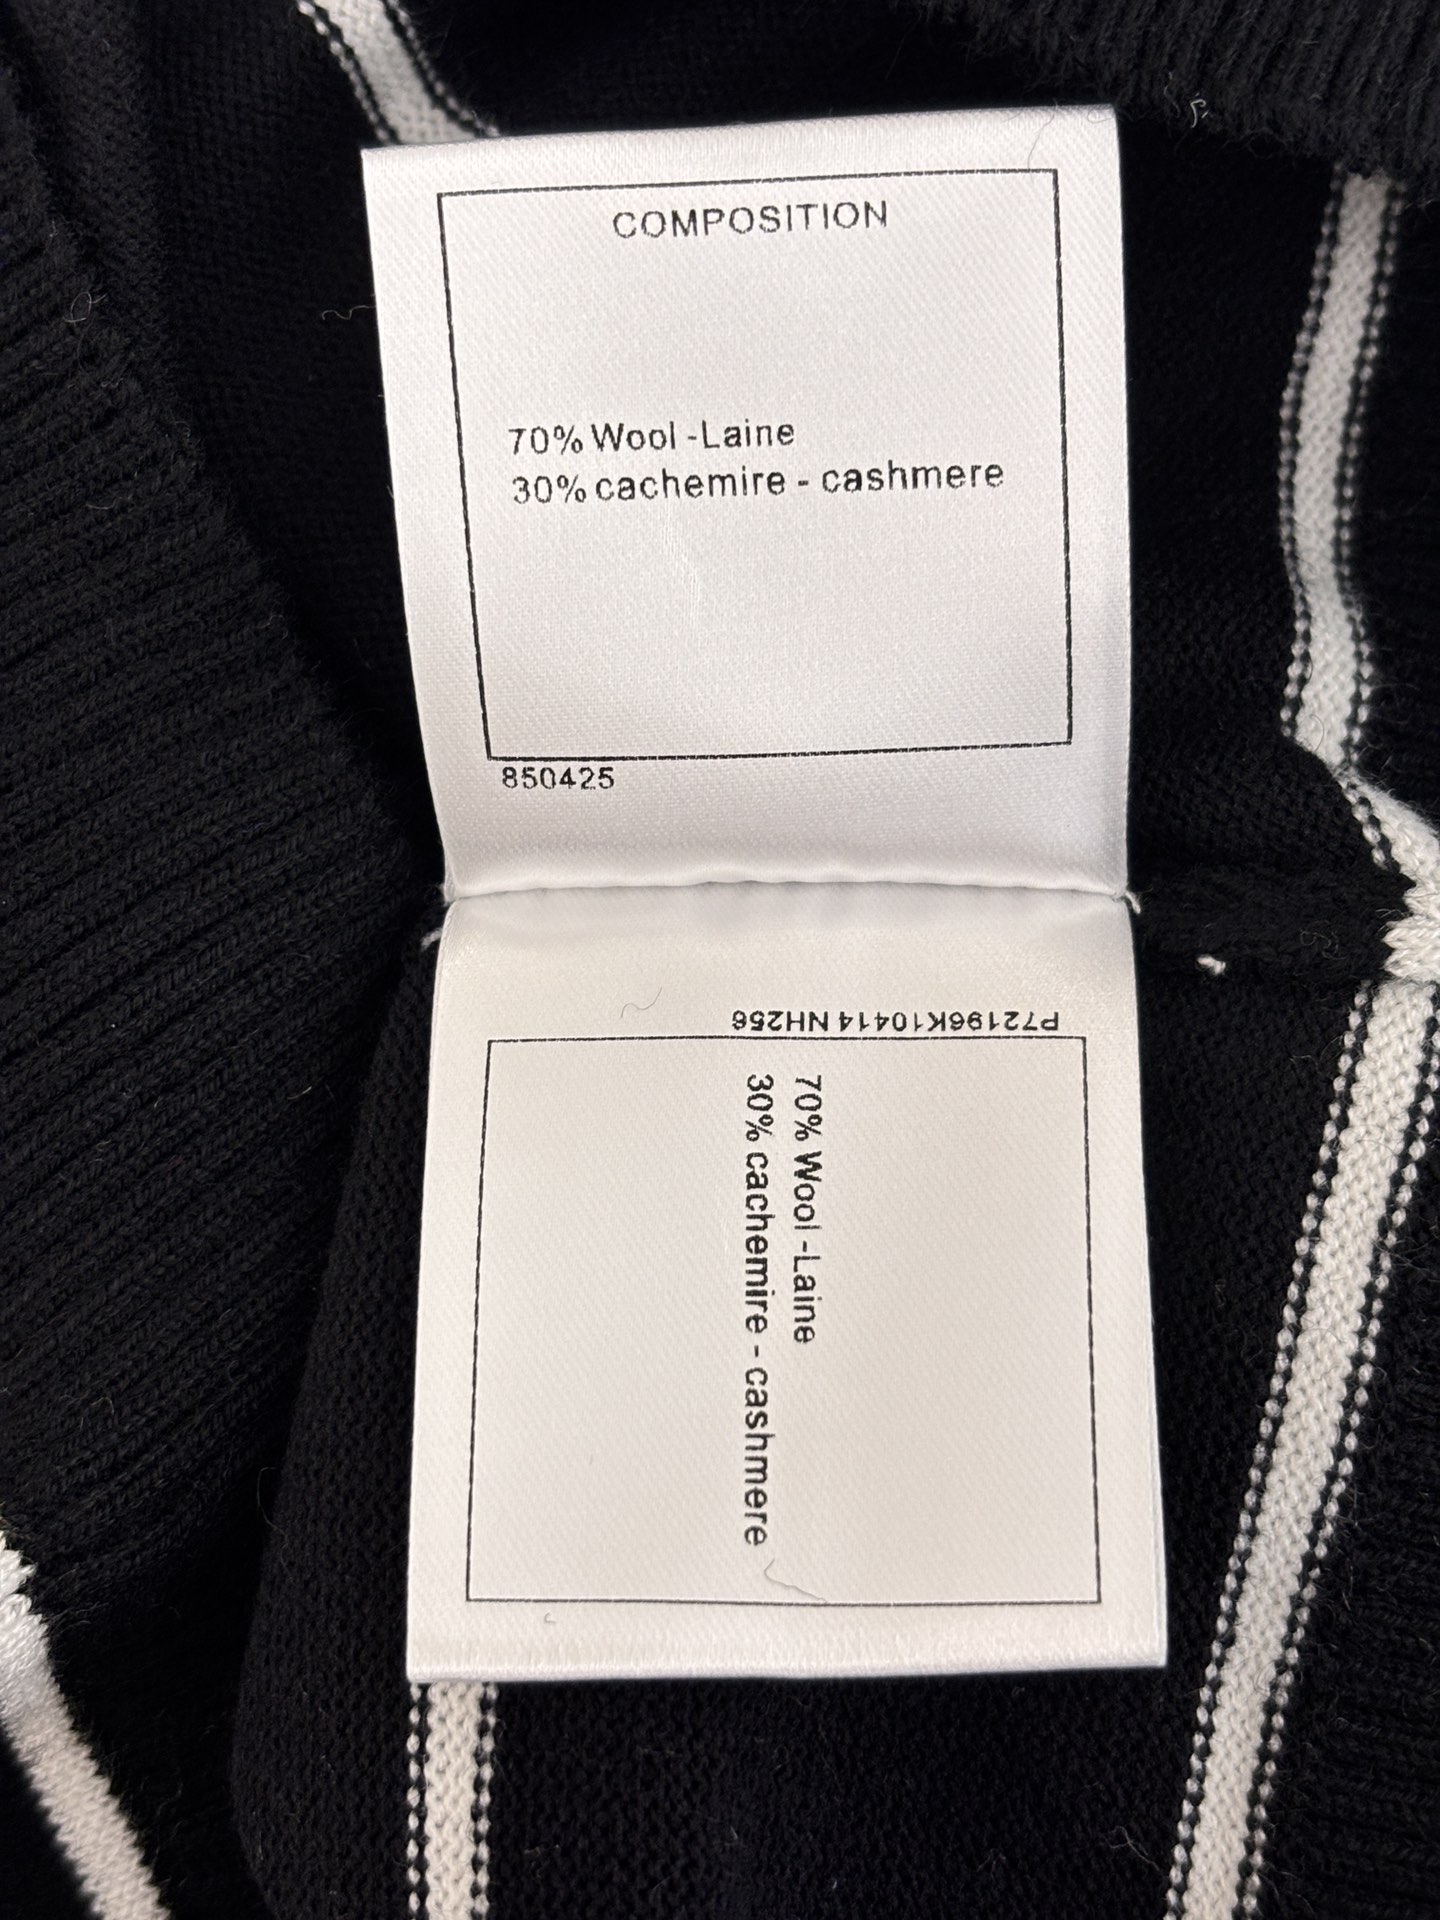 COMPOSITION
70% Wool -Laine
30% cachemire - cashmere
850425
P72196K10414 NH256
70% Wool -Laine
30% cachemire - cashmere